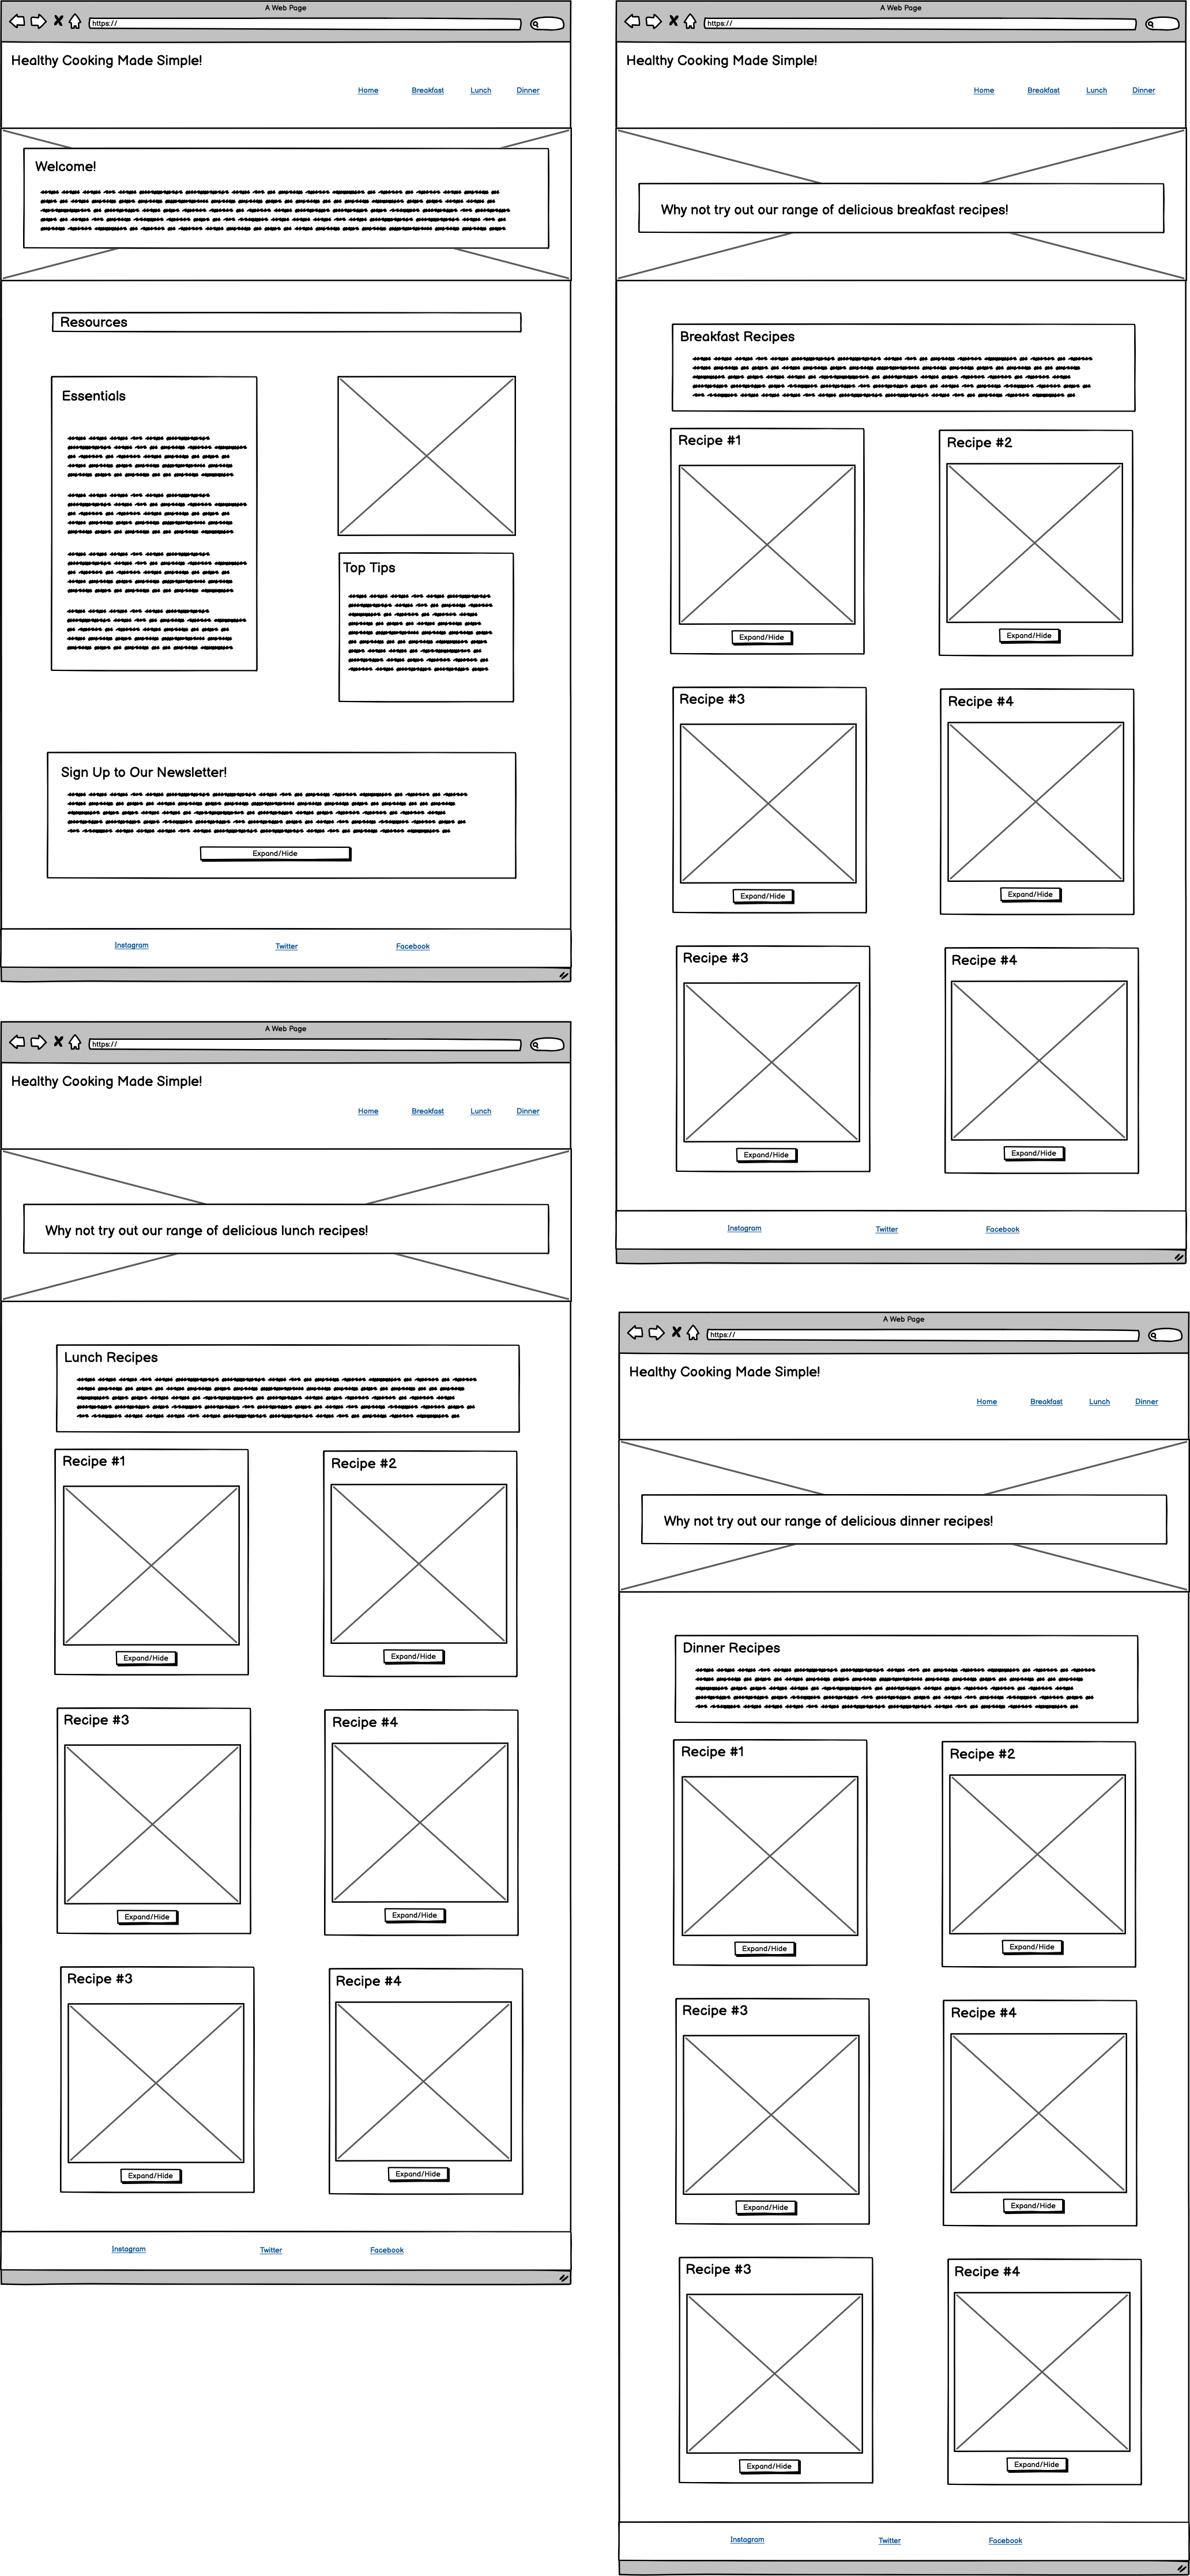 A Web Page
https://
Healthy Cooking Made Simple!
Home Breakfast Lunch Dinner
Welcome!
Resources
Essentials
Top Tips
Sign Up to Our Newsletter!
Expand/Hide
Instagram Twitter Facebook
A Web Page
https://
Healthy Cooking Made Simple!
Home Breakfast Lunch Dinner
Why not try out our range of delicious breakfast recipes!
Breakfast Recipes
Recipe #1 Recipe #2
Expand/Hide Expand/Hide
Recipe #3 Recipe #4
Expand/Hide Expand/Hide
Recipe #3 Recipe #4
Expand/Hide Expand/Hide
Instagram Twitter Facebook
A Web Page
https://
Healthy Cooking Made Simple!
Home Breakfast Lunch Dinner
Why not try out our range of delicious lunch recipes!
Lunch Recipes
Recipe #1 Recipe #2
Expand/Hide Expand/Hide
Recipe #3 Recipe #4
Expand/Hide Expand/Hide
Recipe #3 Recipe #4
Expand/Hide Expand/Hide
Instagram Twitter Facebook
A Web Page
https://
Healthy Cooking Made Simple!
Home Breakfast Lunch Dinner
Why not try out our range of delicious dinner recipes!
Dinner Recipes
Recipe #1 Recipe #2
Expand/Hide Expand/Hide
Recipe #3 Recipe #4
Expand/Hide Expand/Hide
Recipe #3 Recipe #4
Expand/Hide Expand/Hide
Instagram Twitter Facebook